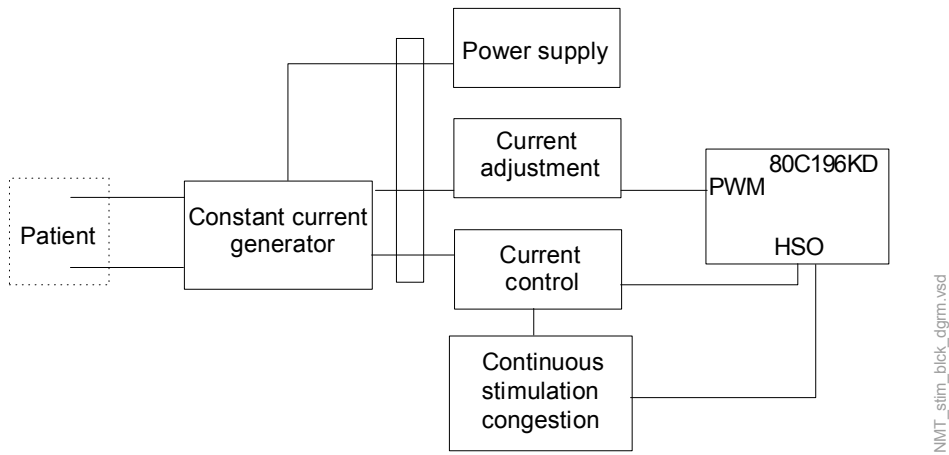 Power supply
Current
adjustment
80C196KD
PWM
HSO
Patient
Constant current
generator
Current
control
Continuous
stimulation
congestion
NMT_stim_blck_dgrm.vsd